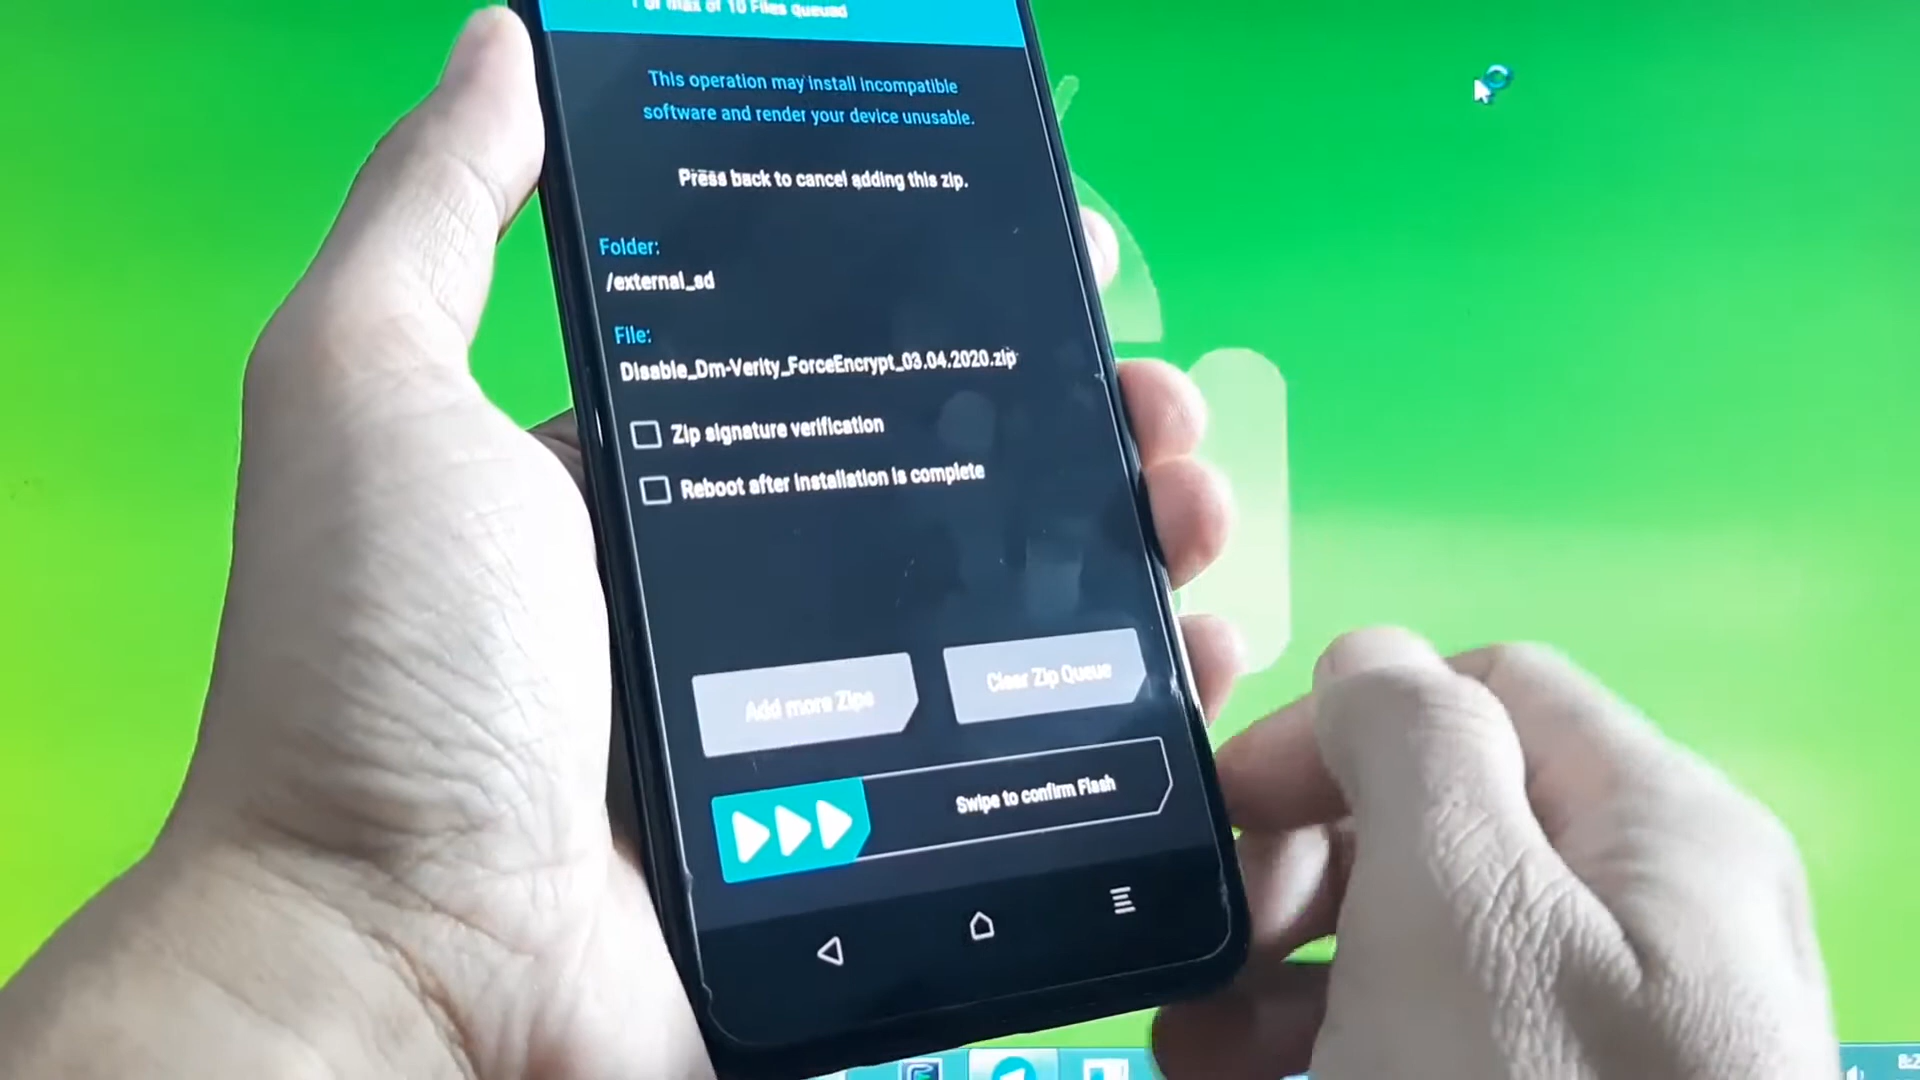 1 of max of 10 Files queued
This operation may install incompatible
software and render your device unusable.
Press back to cancel adding this zip.
Folder:
/external_sd
File:
Disable_Dm-Verity_ForceEncrypt_03.04.2020.zip
Zip signature verification
Reboot after installation is complete
Add more Zips
Clear Zip Queue
Swipe to confirm Flash